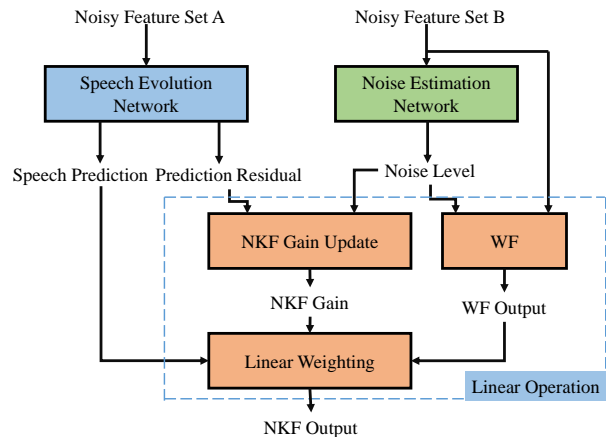 Noisy Feature Set A
Noisy Feature Set B
Speech Evolution
Network
Noise Estimation
Network
Speech Prediction
Prediction Residual
Noise Level
NKF Gain Update
WF
NKF Gain
WF Output
Linear Weighting
Linear Operation
NKF Output